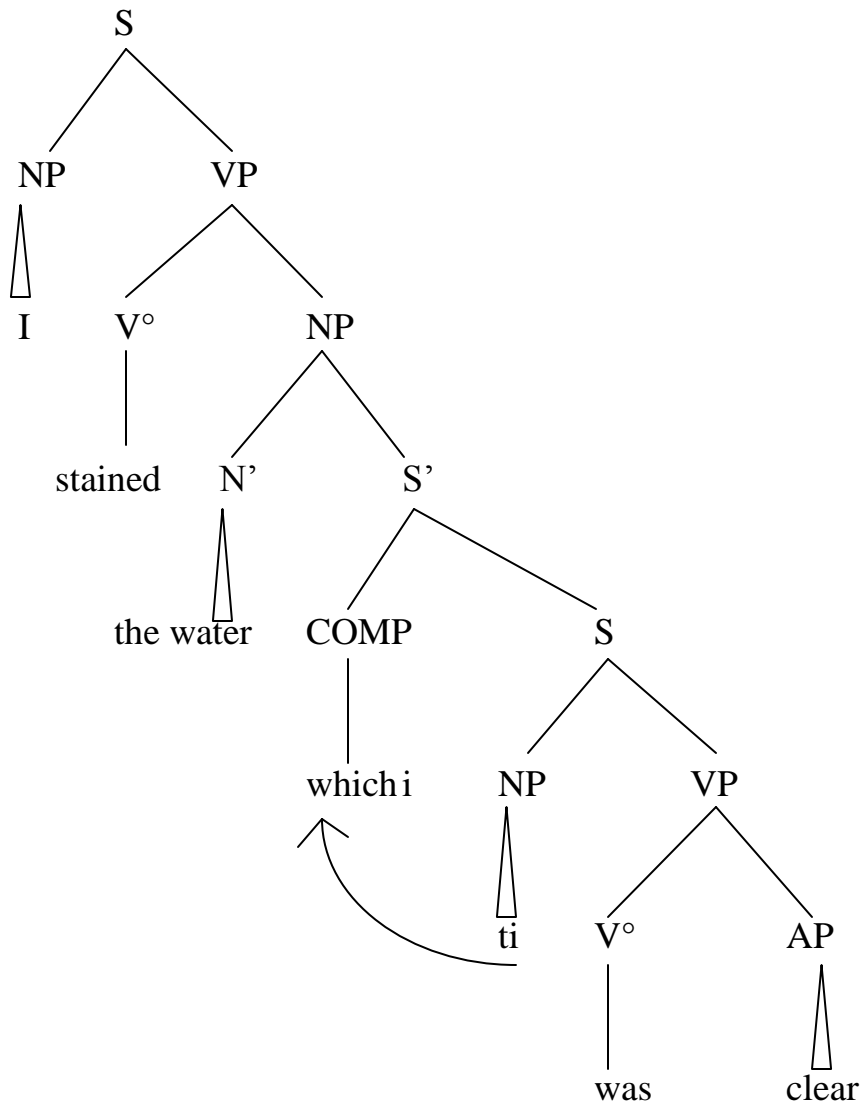 S
NP VP
I V° NP
stained N’ S’
the water COMP S
which i NP VP
ti V° AP
was clear